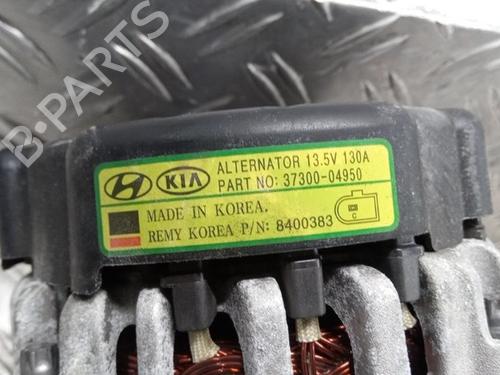 B-PARTS
KIA ALTERNATOR 13.5V 130A
PART NO: 37300-04950
MADE IN KOREA.
REMY KOREA P/N: 8400383
C